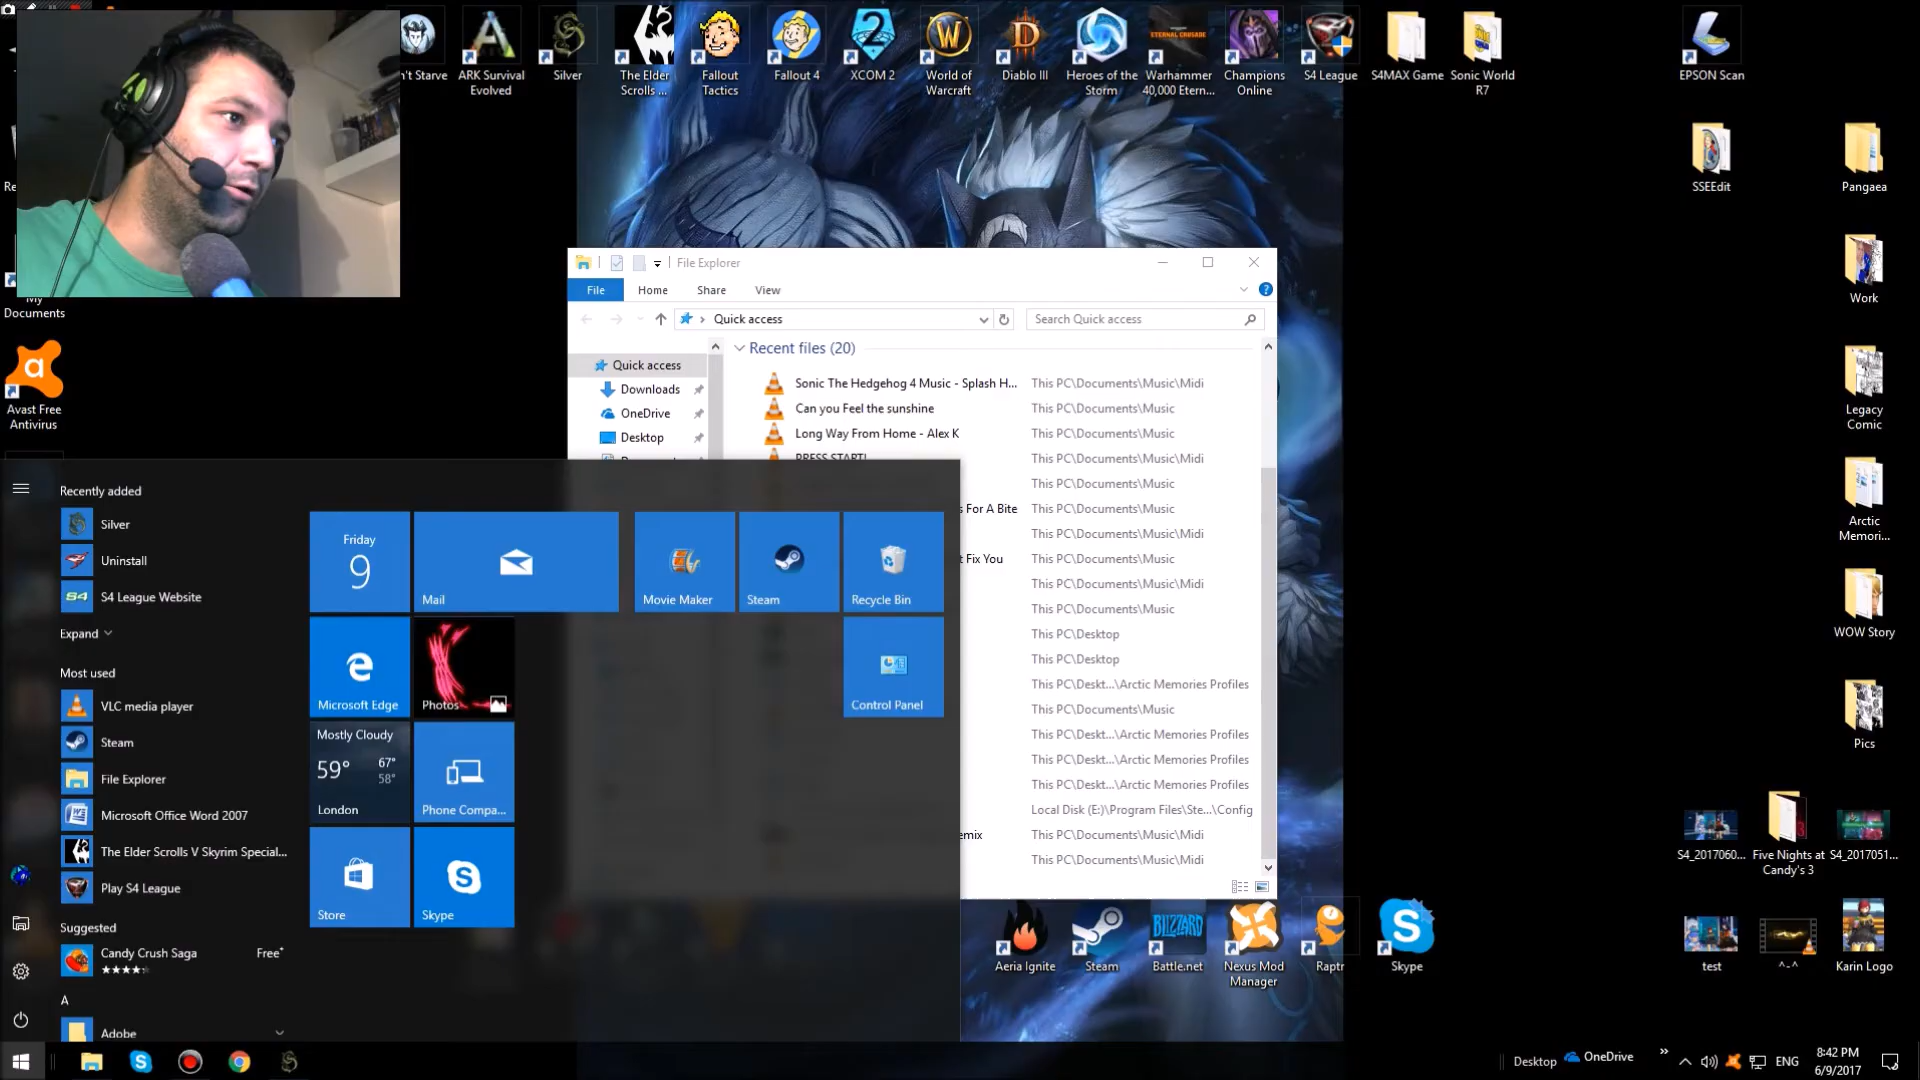 n't Starve
ARK Survival
Evolved
Silver
The Elder
Scrolls ...
Fallout
Tactics
Fallout 4
XCOM 2
World of
Warcraft
Diablo III
Heroes of the
Storm
ETERNAL CRUSADE
Warhammer
40,000 Etern...
Champions
Online
S4 League
S4MAX Game
Sonic World
R7
EPSON Scan
SSEEdit
Pangaea
Work
Legacy
Comic
Arctic
Memori...
WOW Story
Pics
Re
My
Documents
Avast Free
Antivirus
File Explorer
File
Home
Share
View
Quick access
Search Quick access
Quick access
Downloads
OneDrive
Desktop
Recent files (20)
Sonic The Hedgehog 4 Music - Splash H... This PC\Documents\Music\Midi
Can you Feel the sunshine This PC\Documents\Music
Long Way From Home - Alex K This PC\Documents\Music
PRESS START! This PC\Documents\Music\Midi
This PC\Documents\Music
s For A Bite This PC\Documents\Music
This PC\Documents\Music\Midi
t Fix You This PC\Documents\Music
This PC\Documents\Music\Midi
This PC\Documents\Music
This PC\Desktop
This PC\Desktop
This PC\Deskt...\Arctic Memories Profiles
This PC\Documents\Music
This PC\Deskt...\Arctic Memories Profiles
This PC\Deskt...\Arctic Memories Profiles
This PC\Deskt...\Arctic Memories Profiles
Local Disk (E:)\Program Files\Ste...\Config
emix This PC\Documents\Music\Midi
This PC\Documents\Music\Midi
Recently added
Silver
Uninstall
S4 League Website
Expand
Most used
VLC media player
Steam
File Explorer
Microsoft Office Word 2007
The Elder Scrolls V Skyrim Special...
Play S4 League
Suggested
Candy Crush Saga Free*
A
Adobe
Friday
9
Mail
Movie Maker
Steam
Recycle Bin
Microsoft Edge
Photos
Control Panel
Mostly Cloudy
59° 67°
58°
London
Phone Compa...
Store
Skype
Aeria Ignite
Steam
BLIZZARD
Battle.net
Nexus Mod
Manager
Raptr
Skype
S4_2017060...
Five Nights at
Candy's 3
S4_2017051...
test
^-^
Karin Logo
Desktop
OneDrive
ENG
8:42 PM
6/9/2017